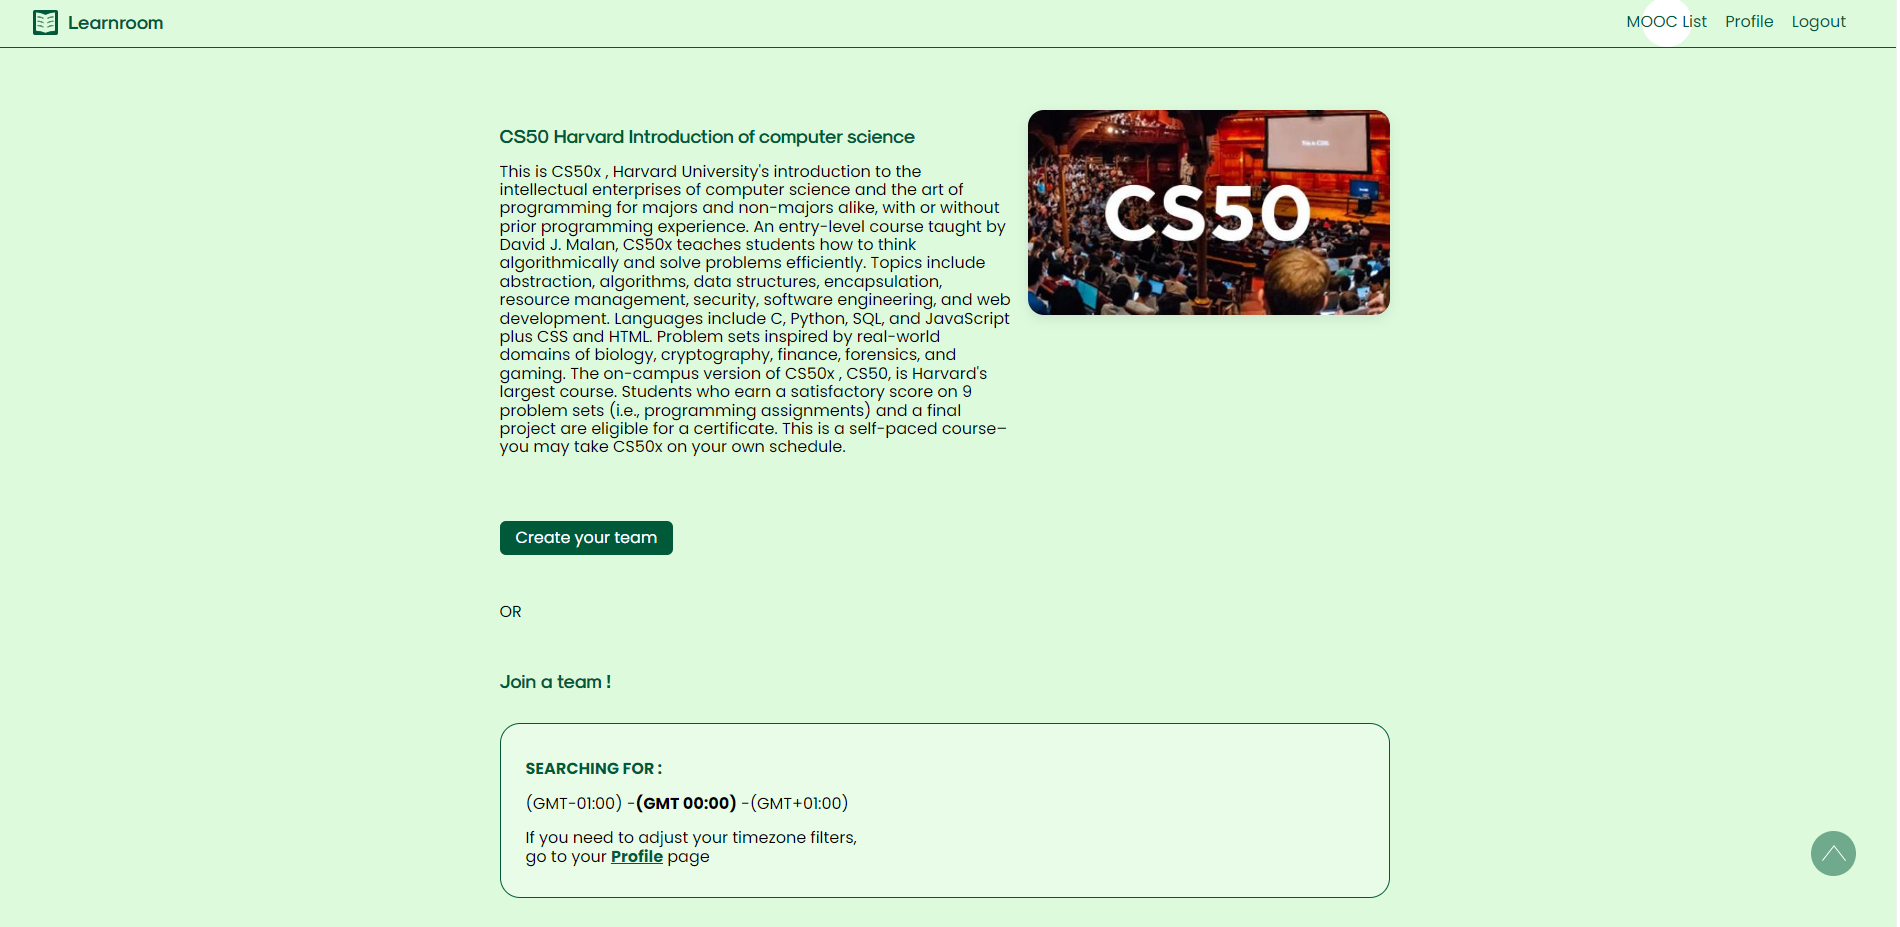 Learnroom
MOOC List Profile Logout
CS50 Harvard Introduction of computer science
This is CS50x , Harvard University's introduction to the
intellectual enterprises of computer science and the art of
programming for majors and non-majors alike, with or without
prior programming experience. An entry-level course taught by
David J. Malan, CS50x teaches students how to think
algorithmically and solve problems efficiently. Topics include
abstraction, algorithms, data structures, encapsulation,
resource management, security, software engineering, and web
development. Languages include C, Python, SQL, and JavaScript
plus CSS and HTML. Problem sets inspired by real-world
domains of biology, cryptography, finance, forensics, and
gaming. The on-campus version of CS50x , CS50, is Harvard's
largest course. Students who earn a satisfactory score on 9
problem sets (i.e., programming assignments) and a final
project are eligible for a certificate. This is a self-paced course–
you may take CS50x on your own schedule.
This is CS50.
CS50
Create your team
OR
Join a team !
SEARCHING FOR :
(GMT-01:00) -(GMT 00:00) -(GMT+01:00)
If you need to adjust your timezone filters,
go to your Profile page